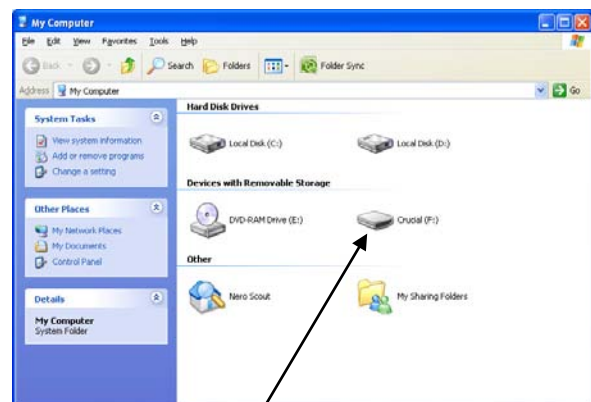 My Computer
File Edit View Favorites Tools Help
Back Search Folders Folder Sync
Address My Computer Go
Hard Disk Drives
System Tasks
View system information
Add or remove programs
Change a setting
Local Disk (C:) Local Disk (D:)
Devices with Removable Storage
Other Places
My Network Places
My Documents
Control Panel
DVD-RAM Drive (E:) Crucial (F:)
Other
Details
My Computer
System Folder
Nero Scout My Sharing Folders